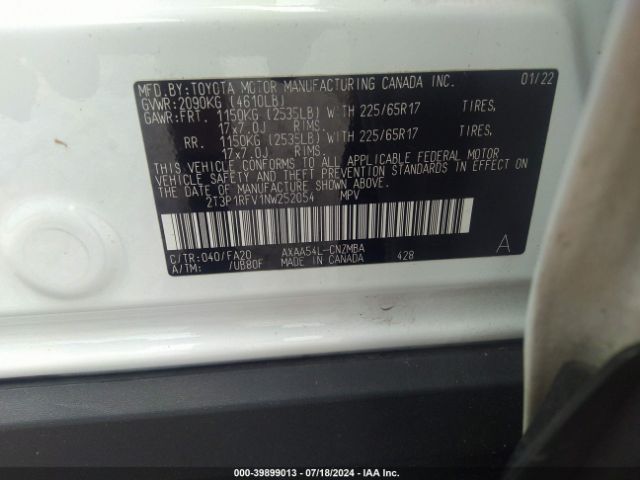 MFD.BY:TOYOTA MOTOR MANUFACTURING CANADA INC. 01/22
GVWR:2090KG (4610LB)
GAWR:FRT. 1150KG (2535LB) WITH 225/65R17 TIRES,
17x7.0J RIMS,
RR. 1150KG (2535LB) WITH 225/65R17 TIRES,
17x7.0J RIMS.
THIS VEHICLE CONFORMS TO ALL APPLICABLE FEDERAL MOTOR
VEHICLE SAFETY AND THEFT PREVENTION STANDARDS IN EFFECT ON
THE DATE OF MANUFACTURE SHOWN ABOVE.
2T3P1RFV1NW252054 MPV
C/TR:040/FA20 AXAA54L-CNZMBA 428 A
A/TM: /UB80F MADE IN CANADA
000-39899013 - 07/18/2024 - IAA Inc.